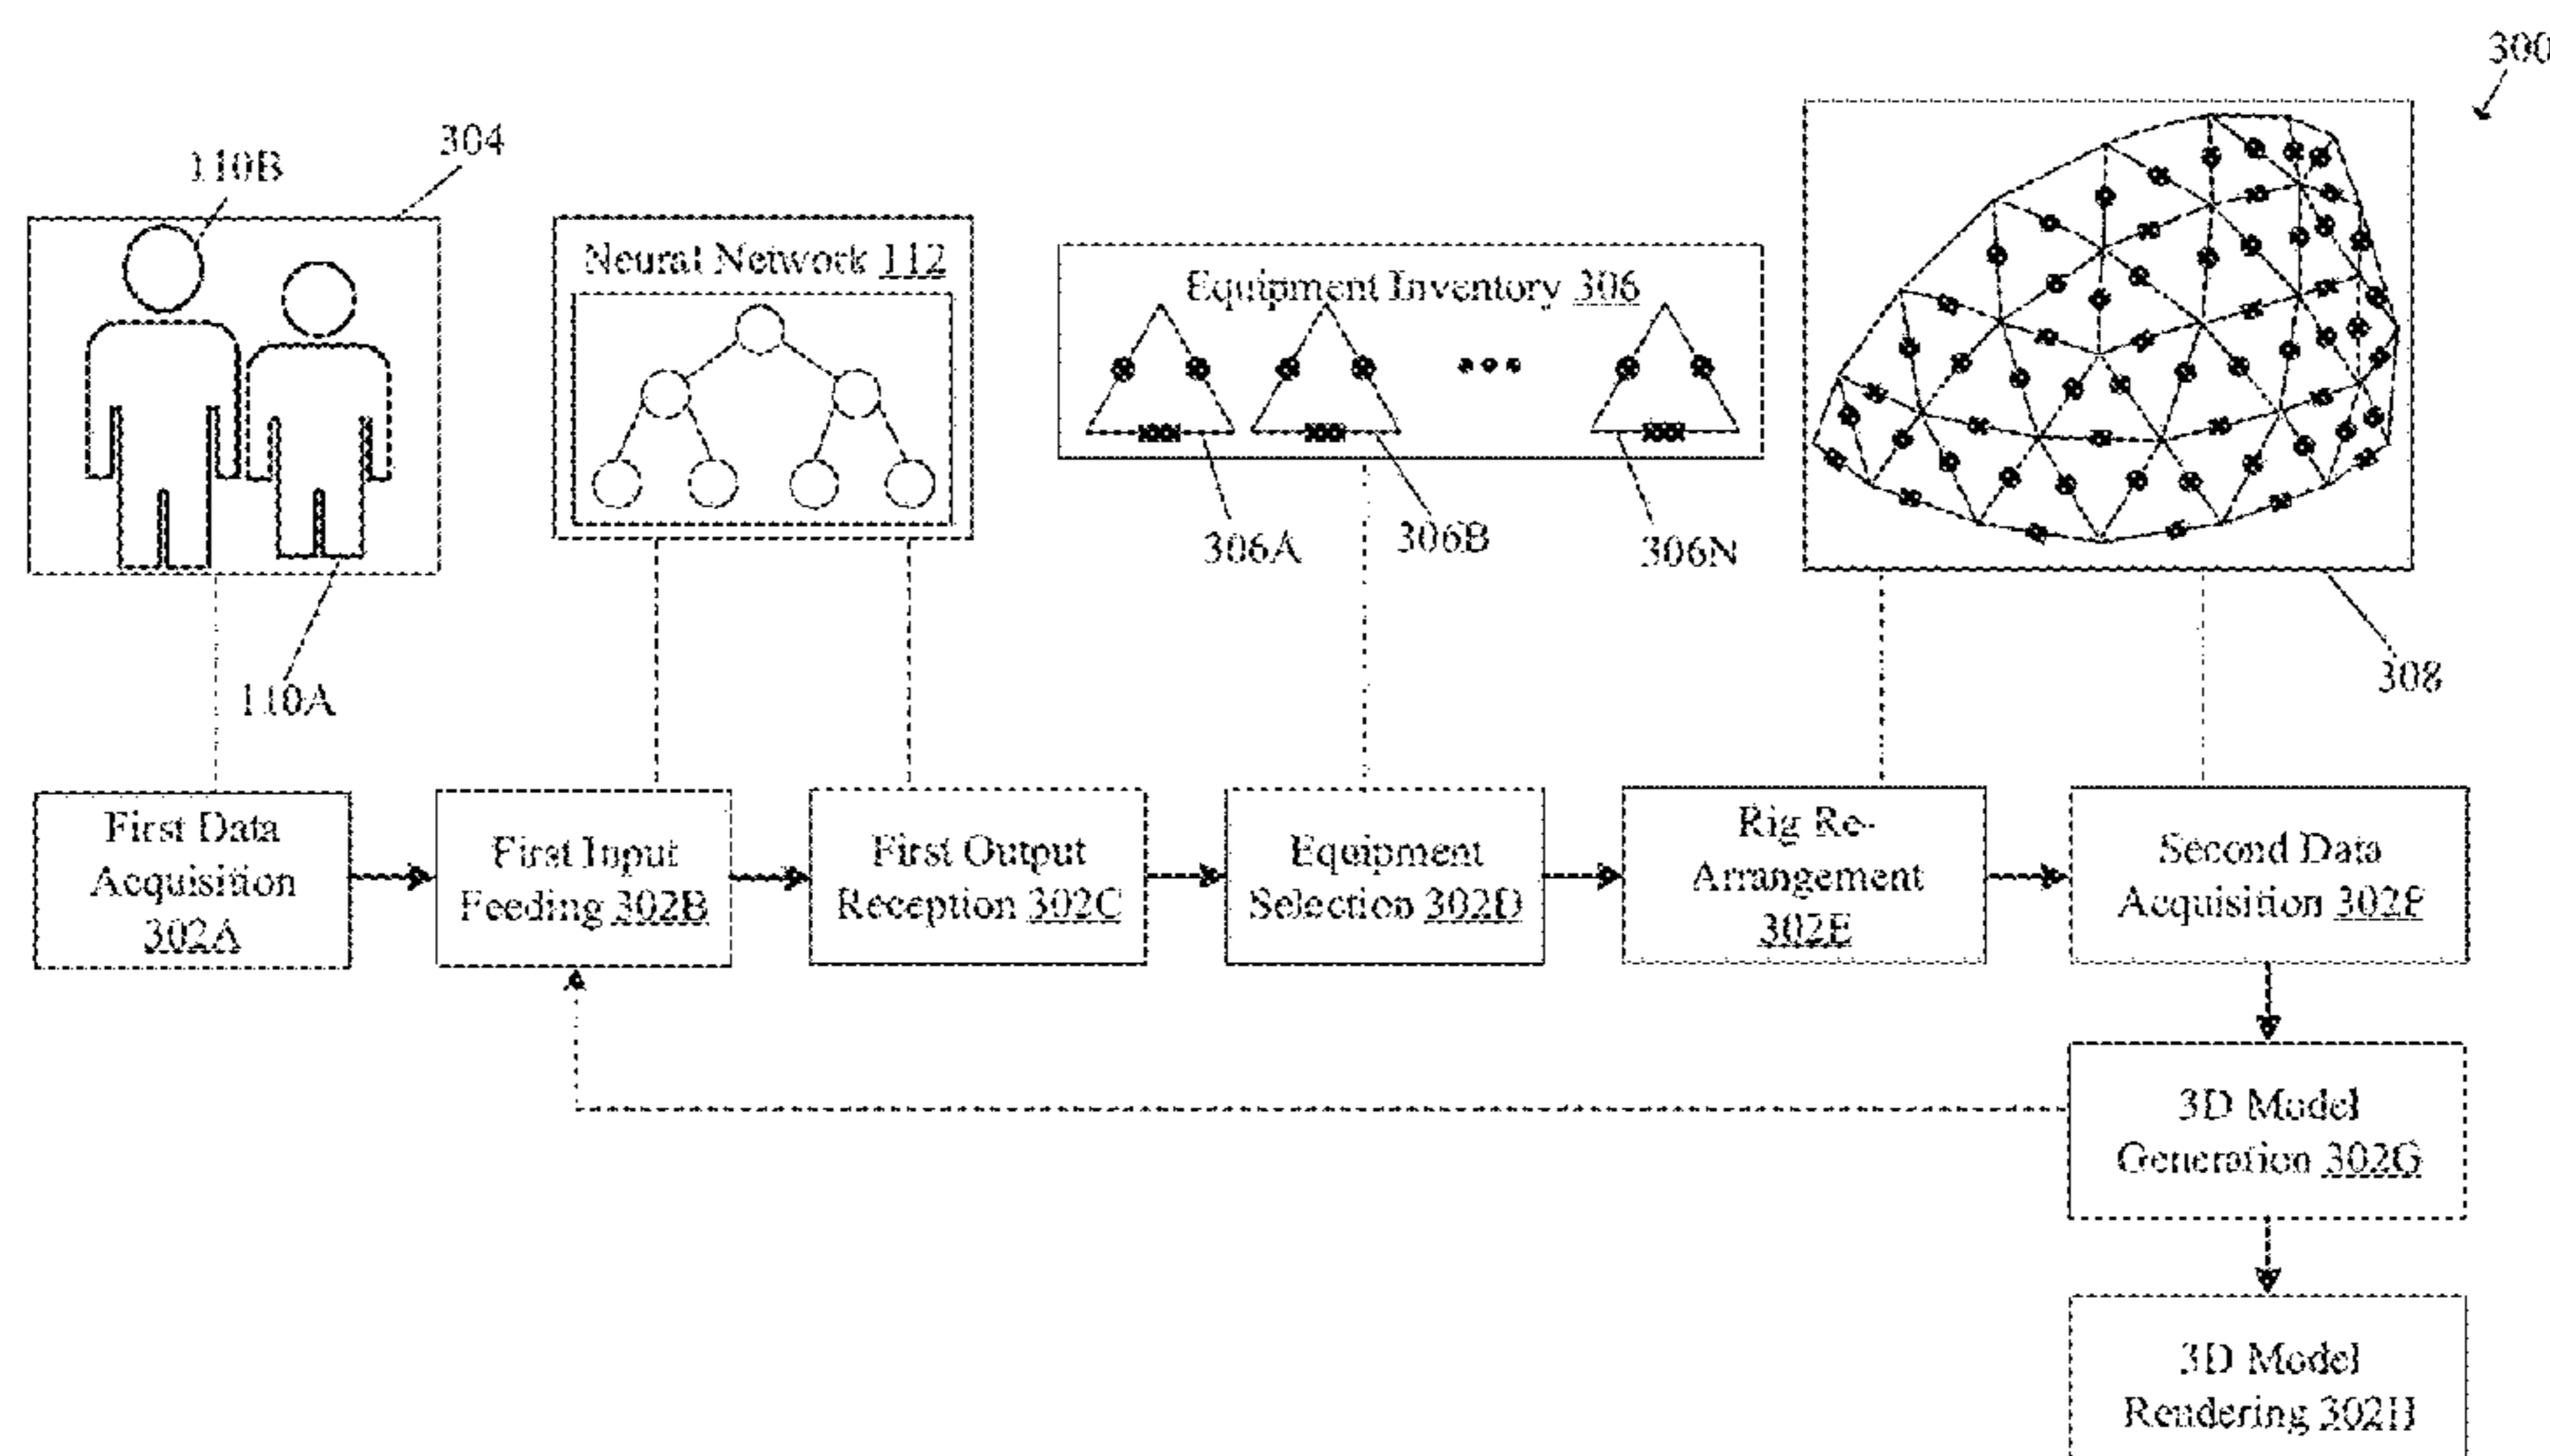 300
304
110B
Neural Network 112
Equipment Inventory 306
306A
306B
306N
110A
308
First Data
Acquisition
302A
First Input
Feeding 302B
First Output
Reception 302C
Equipment
Selection 302D
Rig Re-
Arrangement
302E
Second Data
Acquisition 302F
3D Model
Generation 302G
3D Model
Rendering 302H